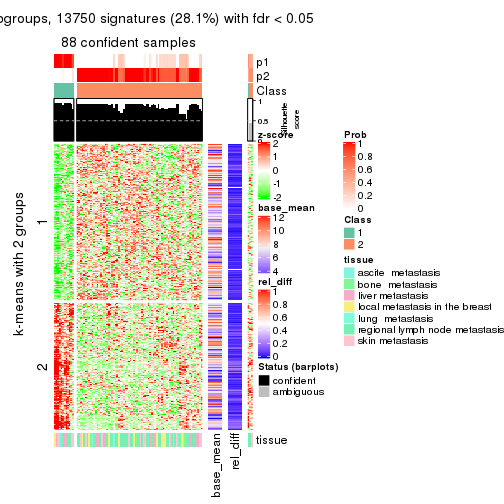 ogroups, 13750 signatures (28.1%) with fdr < 0.05
88 confident samples
p1
p2
Class
1
0.5
0
Silhouette
score
k-means with 2 groups
1
2
z-score
2
1
0
-1
-2
base_mean
12
10
8
6
4
rel_diff
1
0.8
0.6
0.4
0.2
0
Status (barplots)
confident
ambiguous
Prob
1
0.8
0.6
0.4
0.2
0
Class
1
2
tissue
ascite metastasis
bone metastasis
liver metastasis
local metastasis in the breast
lung metastasis
regional lymph node metastasis
skin metastasis
tissue
base_mean
rel_diff